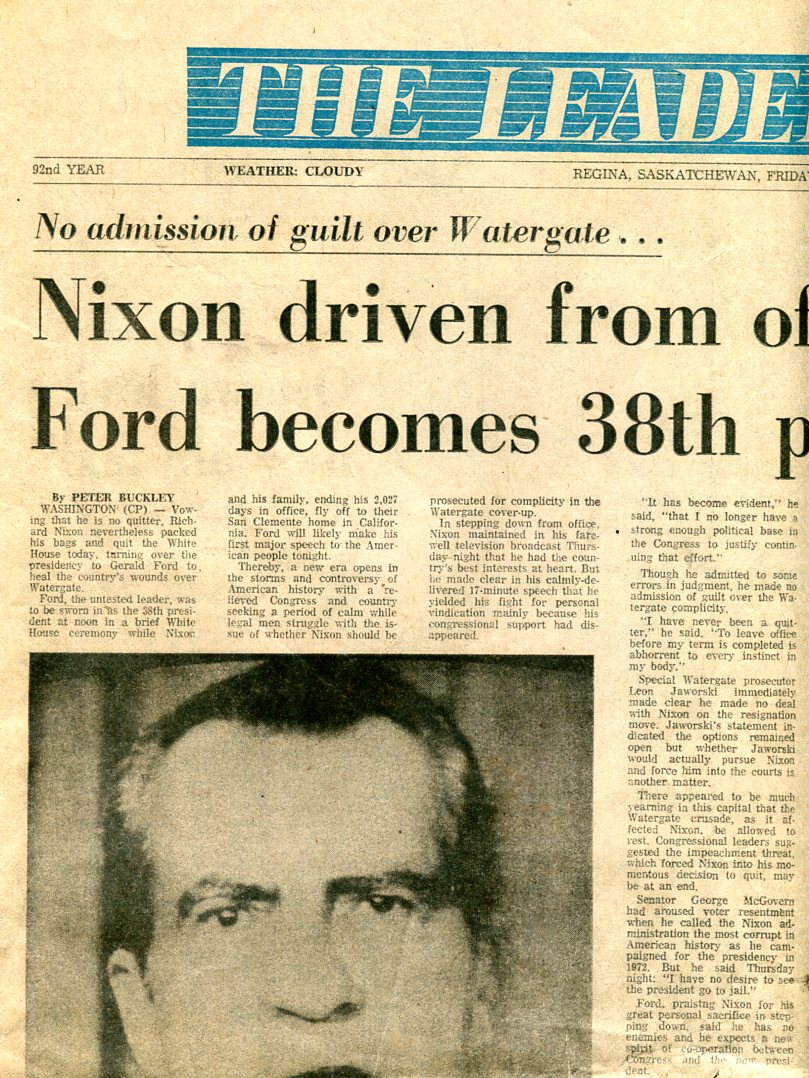 THE LEADE
92nd YEAR
WEATHER: CLOUDY
REGINA, SASKATCHEWAN, FRIDA
No admission of guilt over Watergate . . .
Nixon driven from of
Ford becomes 38th p
By PETER BUCKLEY
WASHINGTON (CP) — Vow-
ing that he is no quitter, Rich-
ard Nixon nevertheless packed
his bags and quit the White
House today, turning over the
presidency to Gerald Ford to
heal the country's wounds over
Watergate.
Ford, the untested leader, was
to be sworn in as the 38th presi-
dent at noon in a brief White
House ceremony while Nixon
and his family, ending his 2,027
days in office, fly off to their
San Clemente home in Califor-
nia. Ford will likely make his
first major speech to the Amer-
ican people tonight.
Thereby, a new era opens in
the storms and controversy of
American history with a re-
lieved Congress and country
seeking a period of calm while
legal men struggle with the is-
sue of whether Nixon should be
prosecuted for complicity in the
Watergate cover-up.
In stepping down from office,
Nixon maintained in his fare-
well television broadcast Thurs-
day night that he had the coun-
try's best interests at heart. But
he made clear in his calmly-de-
livered 17-minute speech that he
yielded his fight for personal
vindication mainly because his
congressional support had dis-
appeared.
"It has become evident," he
said, "that I no longer have a
strong enough political base in
the Congress to justify contin-
uing that effort."
Though he admitted to some
errors in judgment, he made no
admission of guilt over the Wa-
tergate complicity.
"I have never been a quit-
ter," he said. "To leave office
before my term is completed is
abhorrent to every instinct in
my body."
Special Watergate prosecutor
Leon Jaworski immediately
made clear he made no deal
with Nixon on the resignation
move. Jaworski's statement in-
dicated the options remained
open but whether Jaworski
would actually pursue Nixon
and force him into the courts is
another matter.
There appeared to be much
yearning in this capital that the
Watergate crusade, as it af-
fected Nixon, be allowed to
rest. Congressional leaders sug-
gested the impeachment threat,
which forced Nixon into his mo-
mentous decision to quit, may
be at an end.
Senator George McGovern
had aroused voter resentment
when he called the Nixon ad-
ministration the most corrupt in
American history as he cam-
paigned for the presidency in
1972. But he said Thursday
night: "I have no desire to see
the president go to jail."
Ford, praistng Nixon for his
great personal sacrifice in step-
ping down, said he has no
enemies and he expects a new
spirit of co-operation between
Congress and the new presi-
dent.